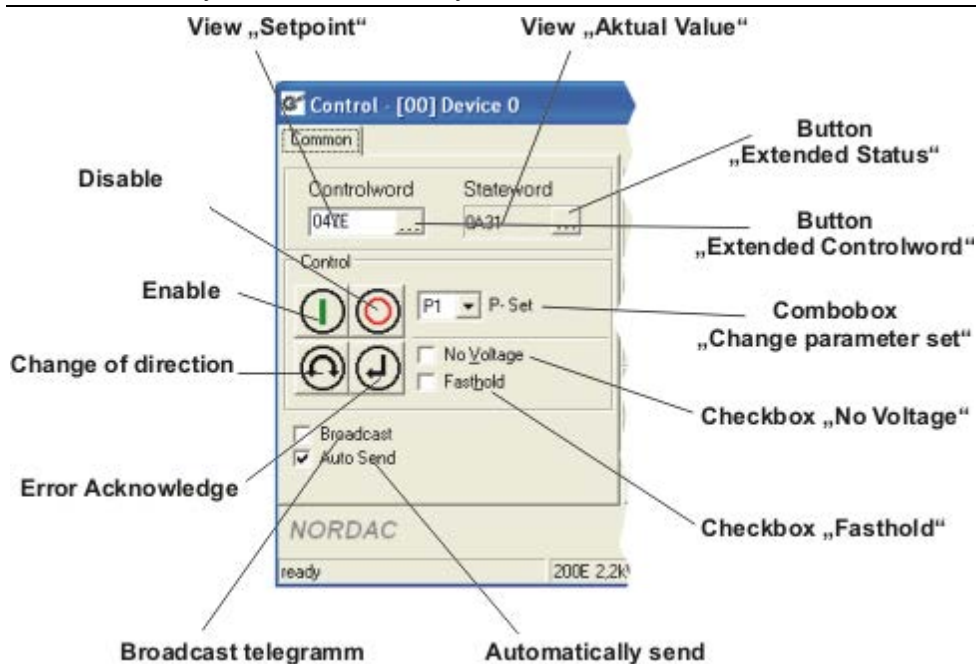 View „Setpoint“ View „Aktual Value“
Control - [00] Device 0
Common
Button
„Extended Status“
Disable
Controlword Stateword
047E ... 0A31 ...
Button
„Extended Controlword“
Control
Enable
P1 P- Set
Combobox
„Change parameter set“
Change of direction
No Voltage
Fasthold
Checkbox „No Voltage“
Broadcast
Auto Send
Error Acknowledge
Checkbox „Fasthold“
NORDAC
ready 200E 2,2k
Broadcast telegramm Automatically send